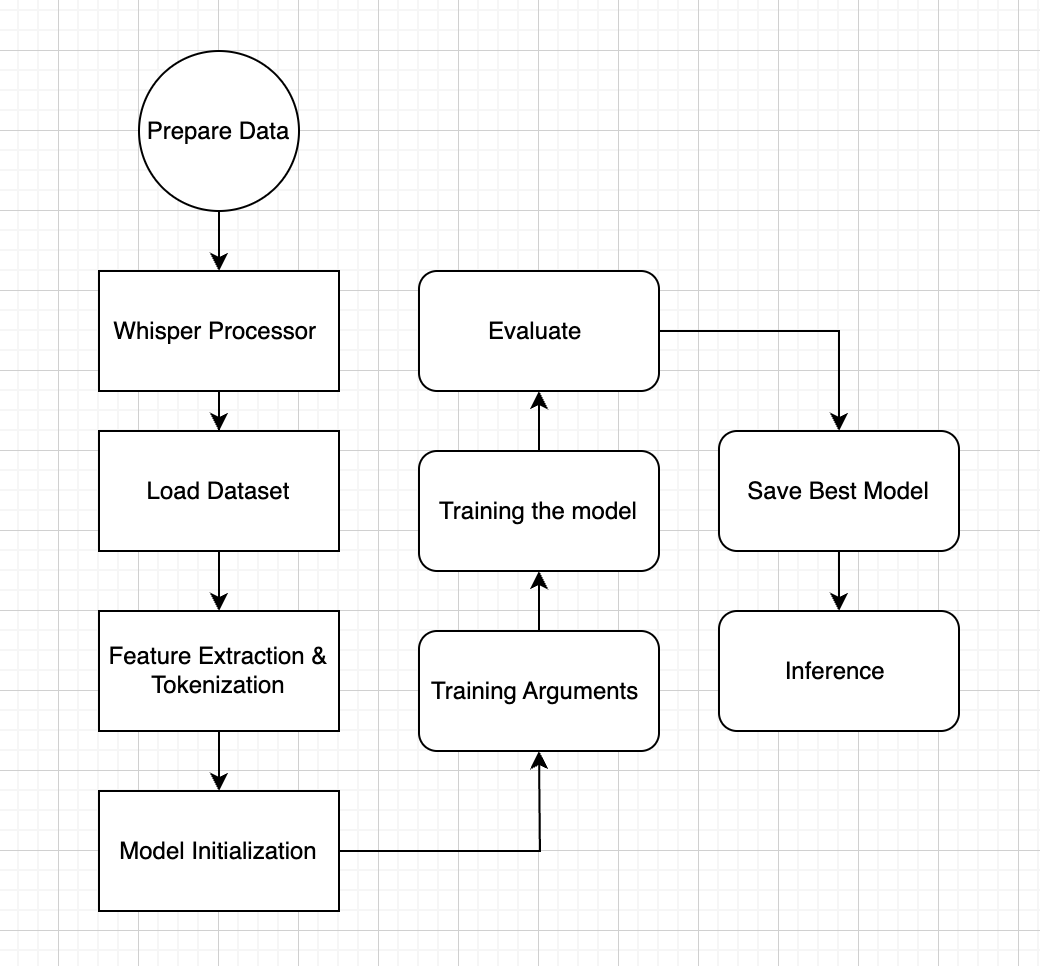 Prepare Data
Whisper Processor
Load Dataset
Feature Extraction &
Tokenization
Model Initialization
Training Arguments
Training the model
Evaluate
Save Best Model
Inference